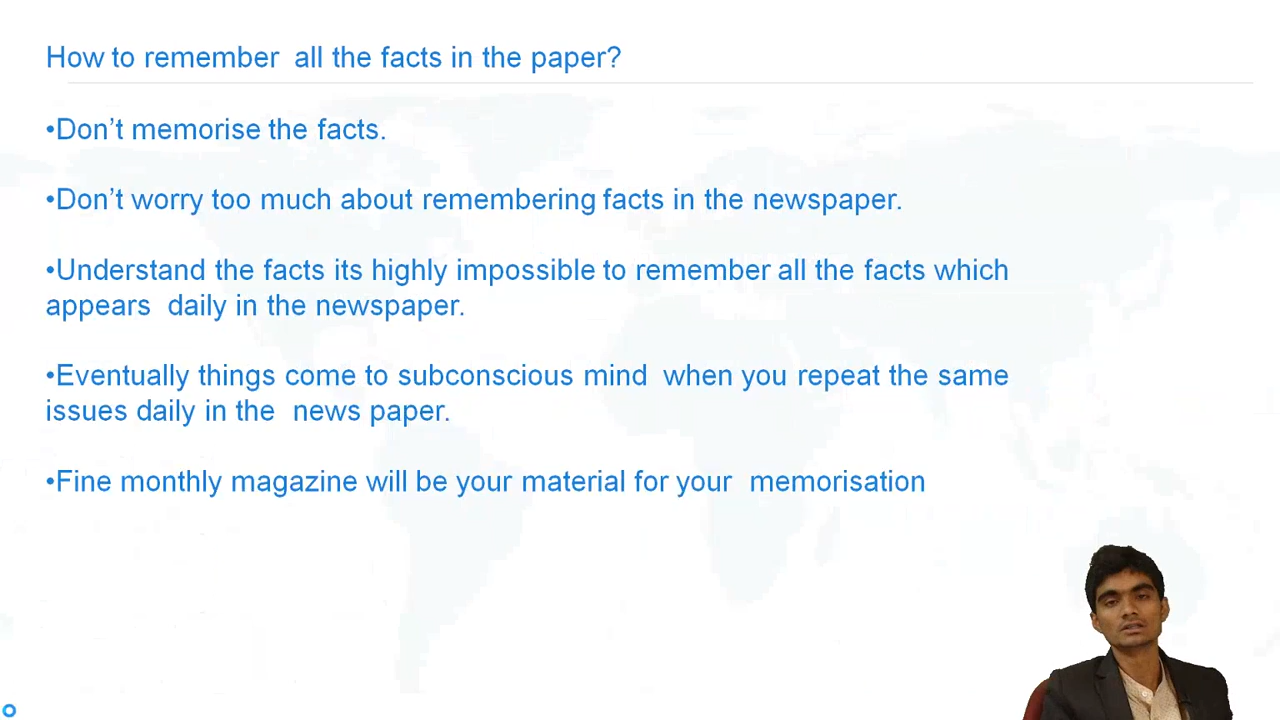 How to remember  all the facts in the paper?
•Don't memorise the facts.
•Don't worry too much about remembering facts in the newspaper.
•Understand the facts its highly impossible to remember all the facts which
appears  daily in the newspaper.
•Eventually things come to subconscious mind  when you repeat the same
issues daily in the  news paper.
•Fine monthly magazine will be your material for your  memorisation